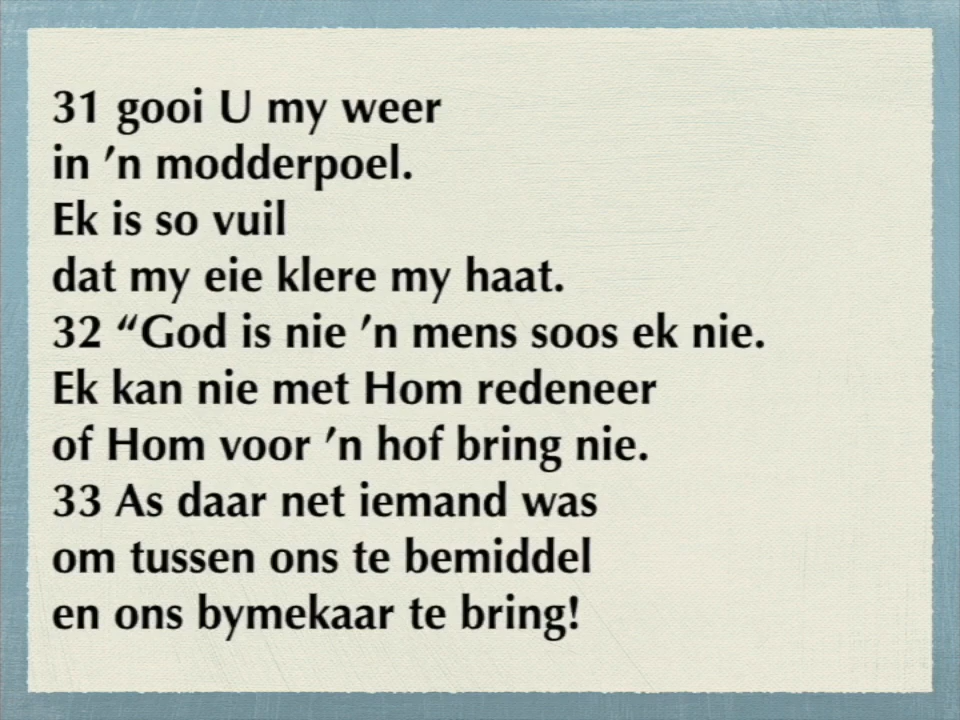 31 gooi U my weer
in ’n modderpoel.
Ek is so vuil
dat my eie klere my haat.
32 “God is nie ’n mens soos ek nie.
Ek kan nie met Hom redeneer
of Hom voor ’n hof bring nie.
33 As daar net iemand was
om tussen ons te bemiddel
en ons bymekaar te bring!